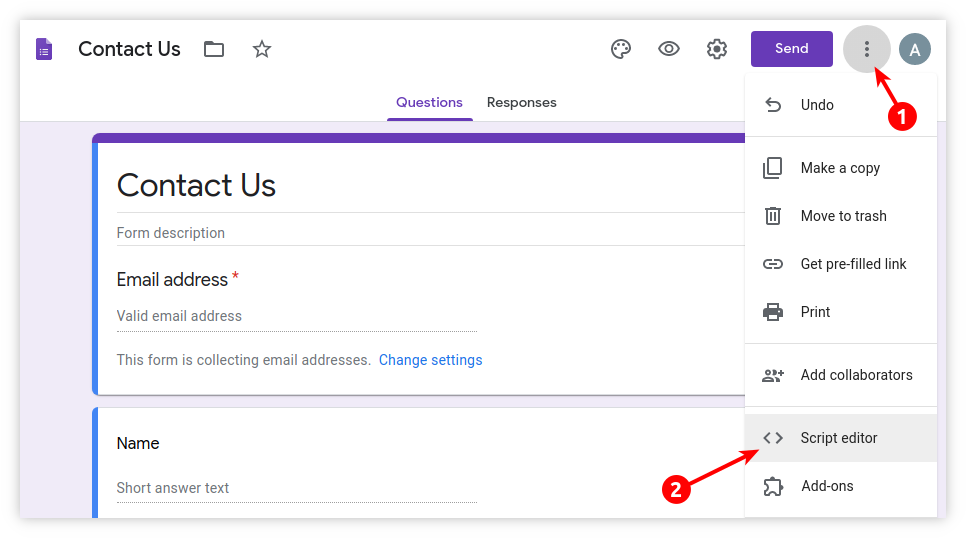 Contact Us
Send
A
Questions
Responses
1
Undo
Make a copy
Move to trash
Get pre-filled link
Print
Add collaborators
Script editor
Add-ons
2
Contact Us
Form description
Email address *
Valid email address
This form is collecting email addresses. Change settings
Name
Short answer text